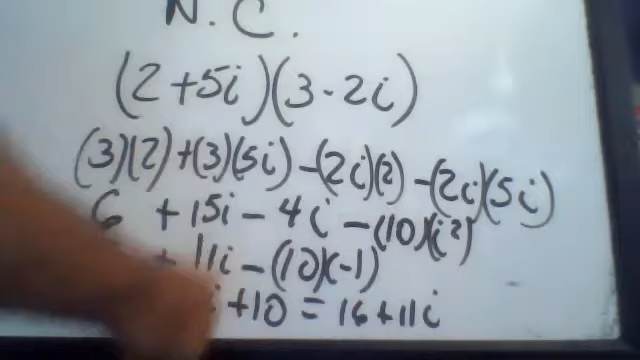 N.C.
(2+5i)(3-2i)
(3)(2)+(3)(5i)-(2i)(2)-(2i)(5i)
6 +15i-4i-(10)(i²)
+ 11i-(10)(-1)
i+10=16+11i